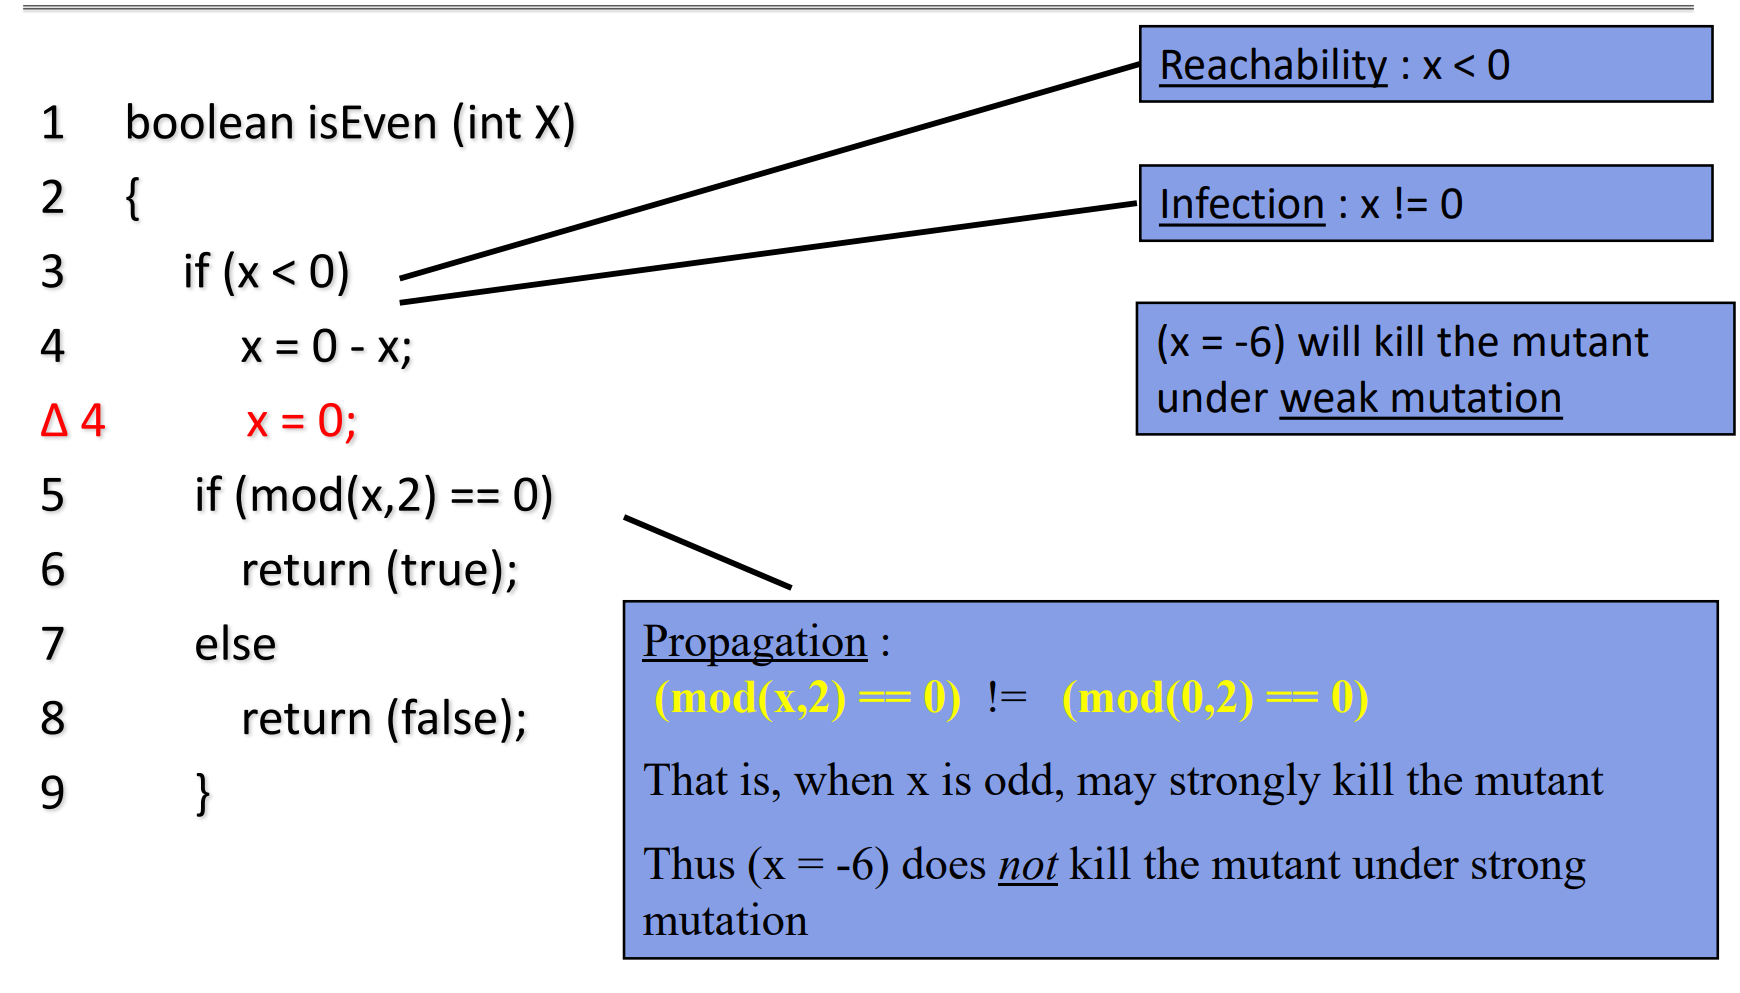 1 boolean isEven (int X)
2 {
3 if (x < 0)
4 x = 0 - x;
Δ 4 x = 0;
5 if (mod(x,2) == 0)
6 return (true);
7 else
8 return (false);
9 }
Reachability : x < 0
Infection : x != 0
(x = -6) will kill the mutant
under weak mutation
Propagation :
(mod(x,2) == 0) != (mod(0,2) == 0)
That is, when x is odd, may strongly kill the mutant
Thus (x = -6) does not kill the mutant under strong
mutation